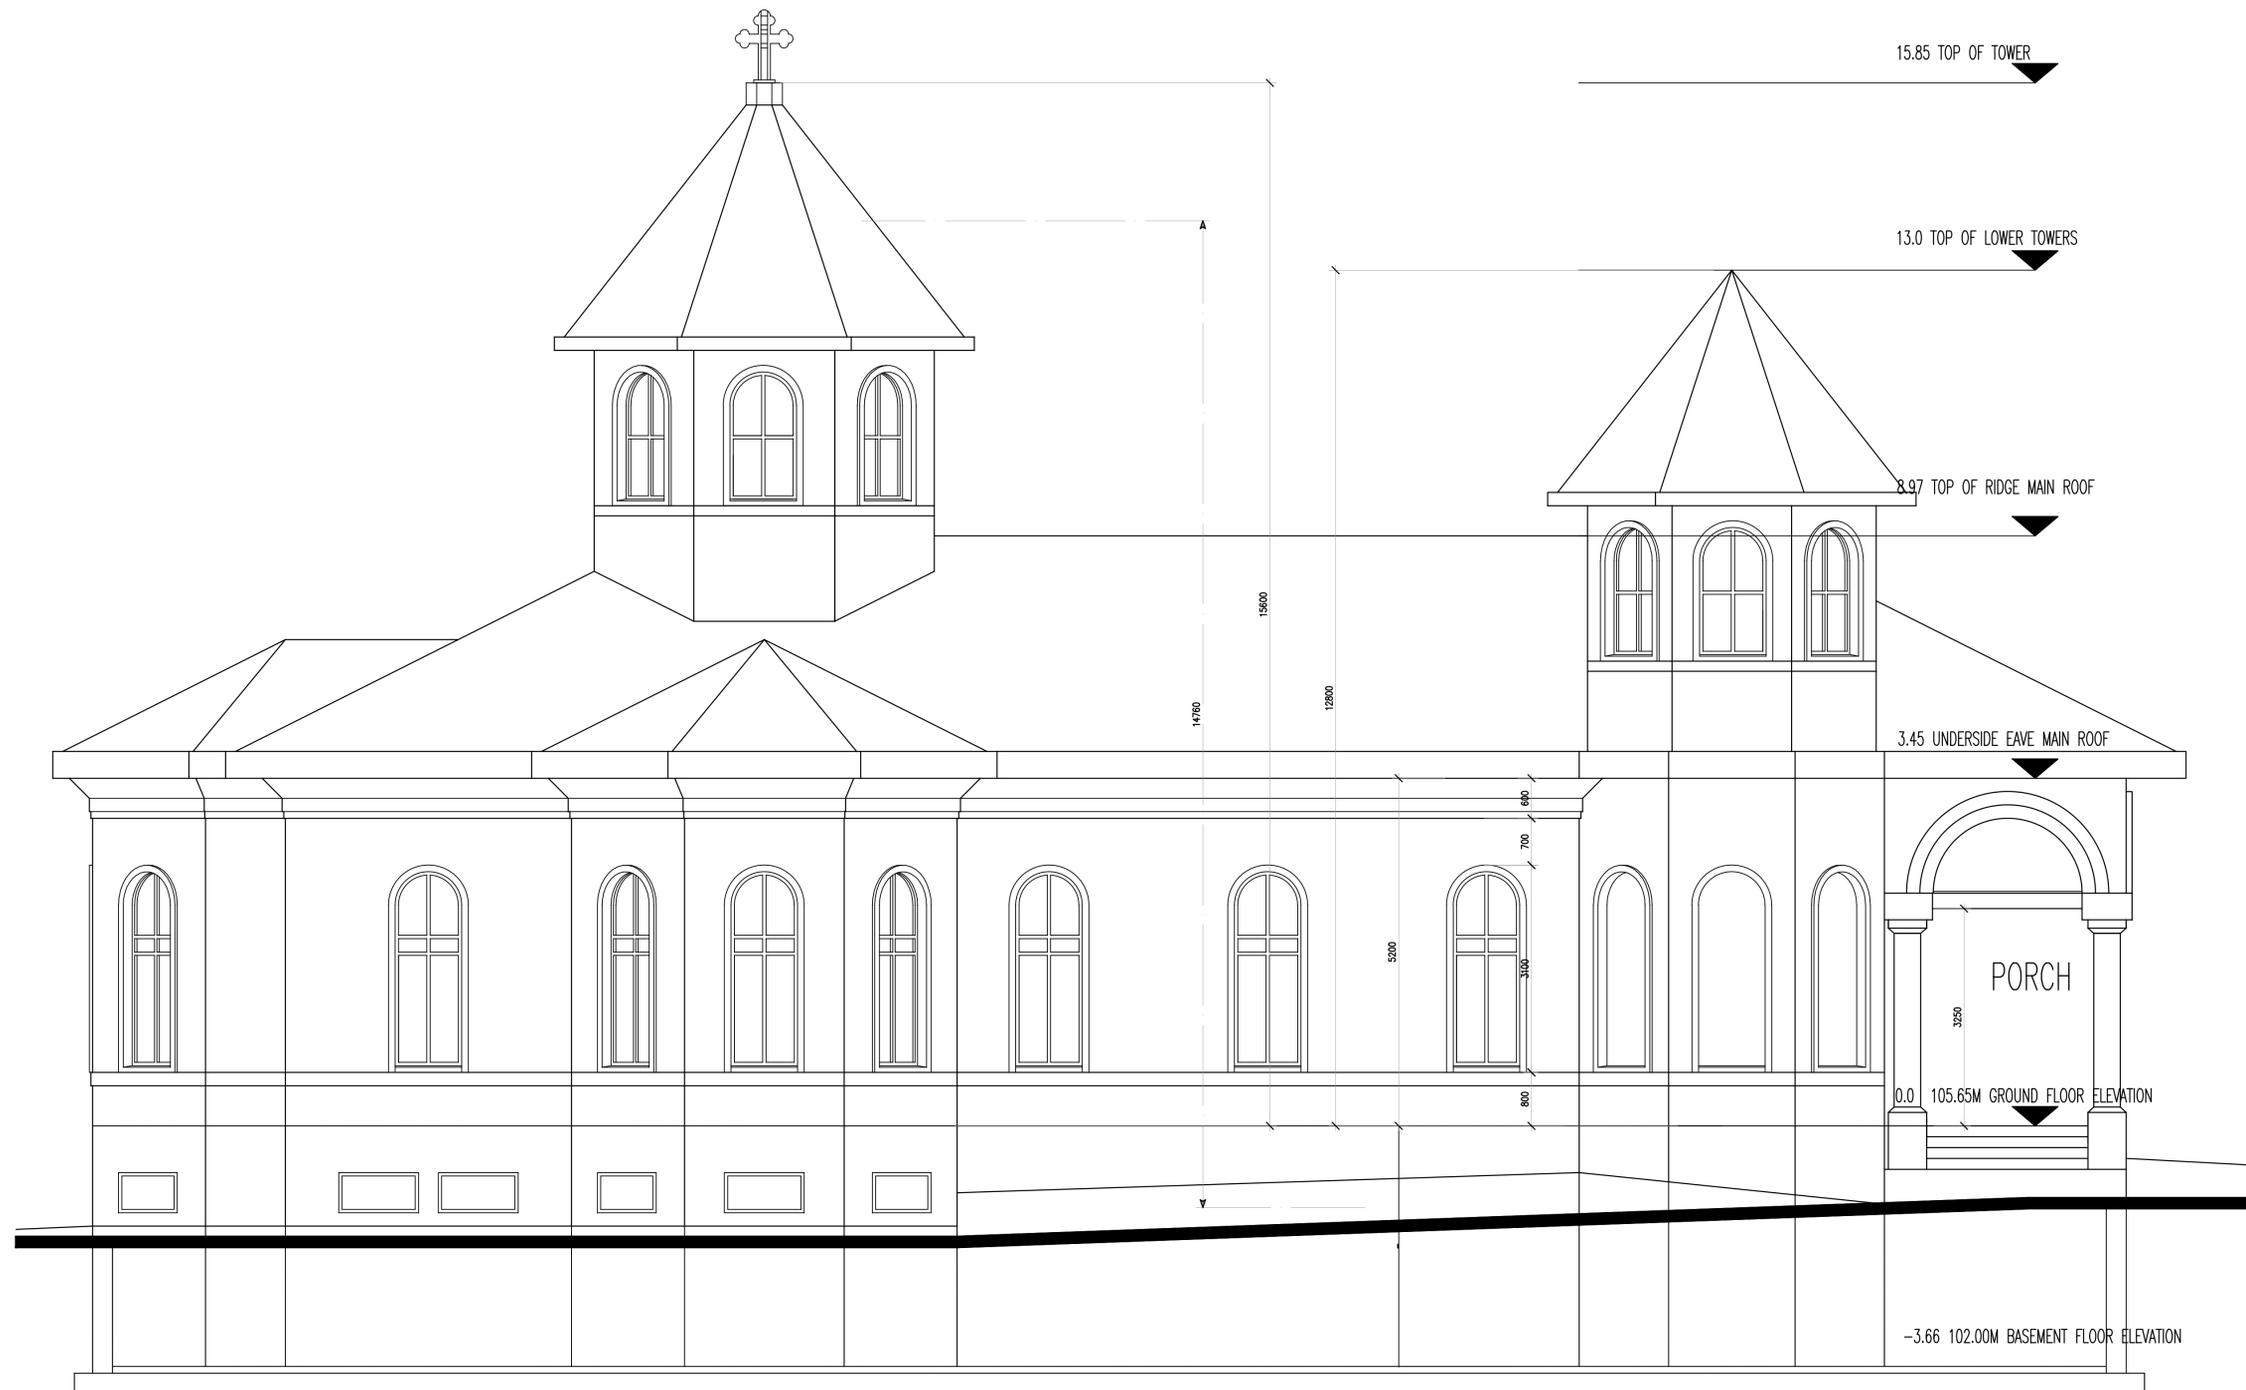 15.85 TOP OF TOWER
13.0 TOP OF LOWER TOWERS
8.97 TOP OF RIDGE MAIN ROOF
15600
12800
14760
3.45 UNDERSIDE EAVE MAIN ROOF
600
700
5200
3100
PORCH
3250
800
0.0 105.65M GROUND FLOOR ELEVATION
-3.66 102.00M BASEMENT FLOOR ELEVATION